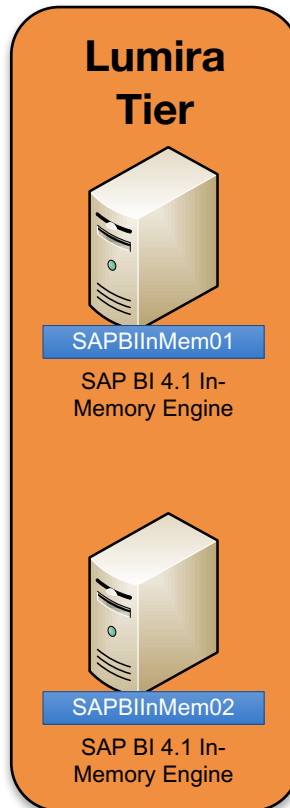 Lumira
Tier
SAPBIInMem01
SAP BI 4.1 In-
Memory Engine
SAPBIInMem02
SAP BI 4.1 In-
Memory Engine